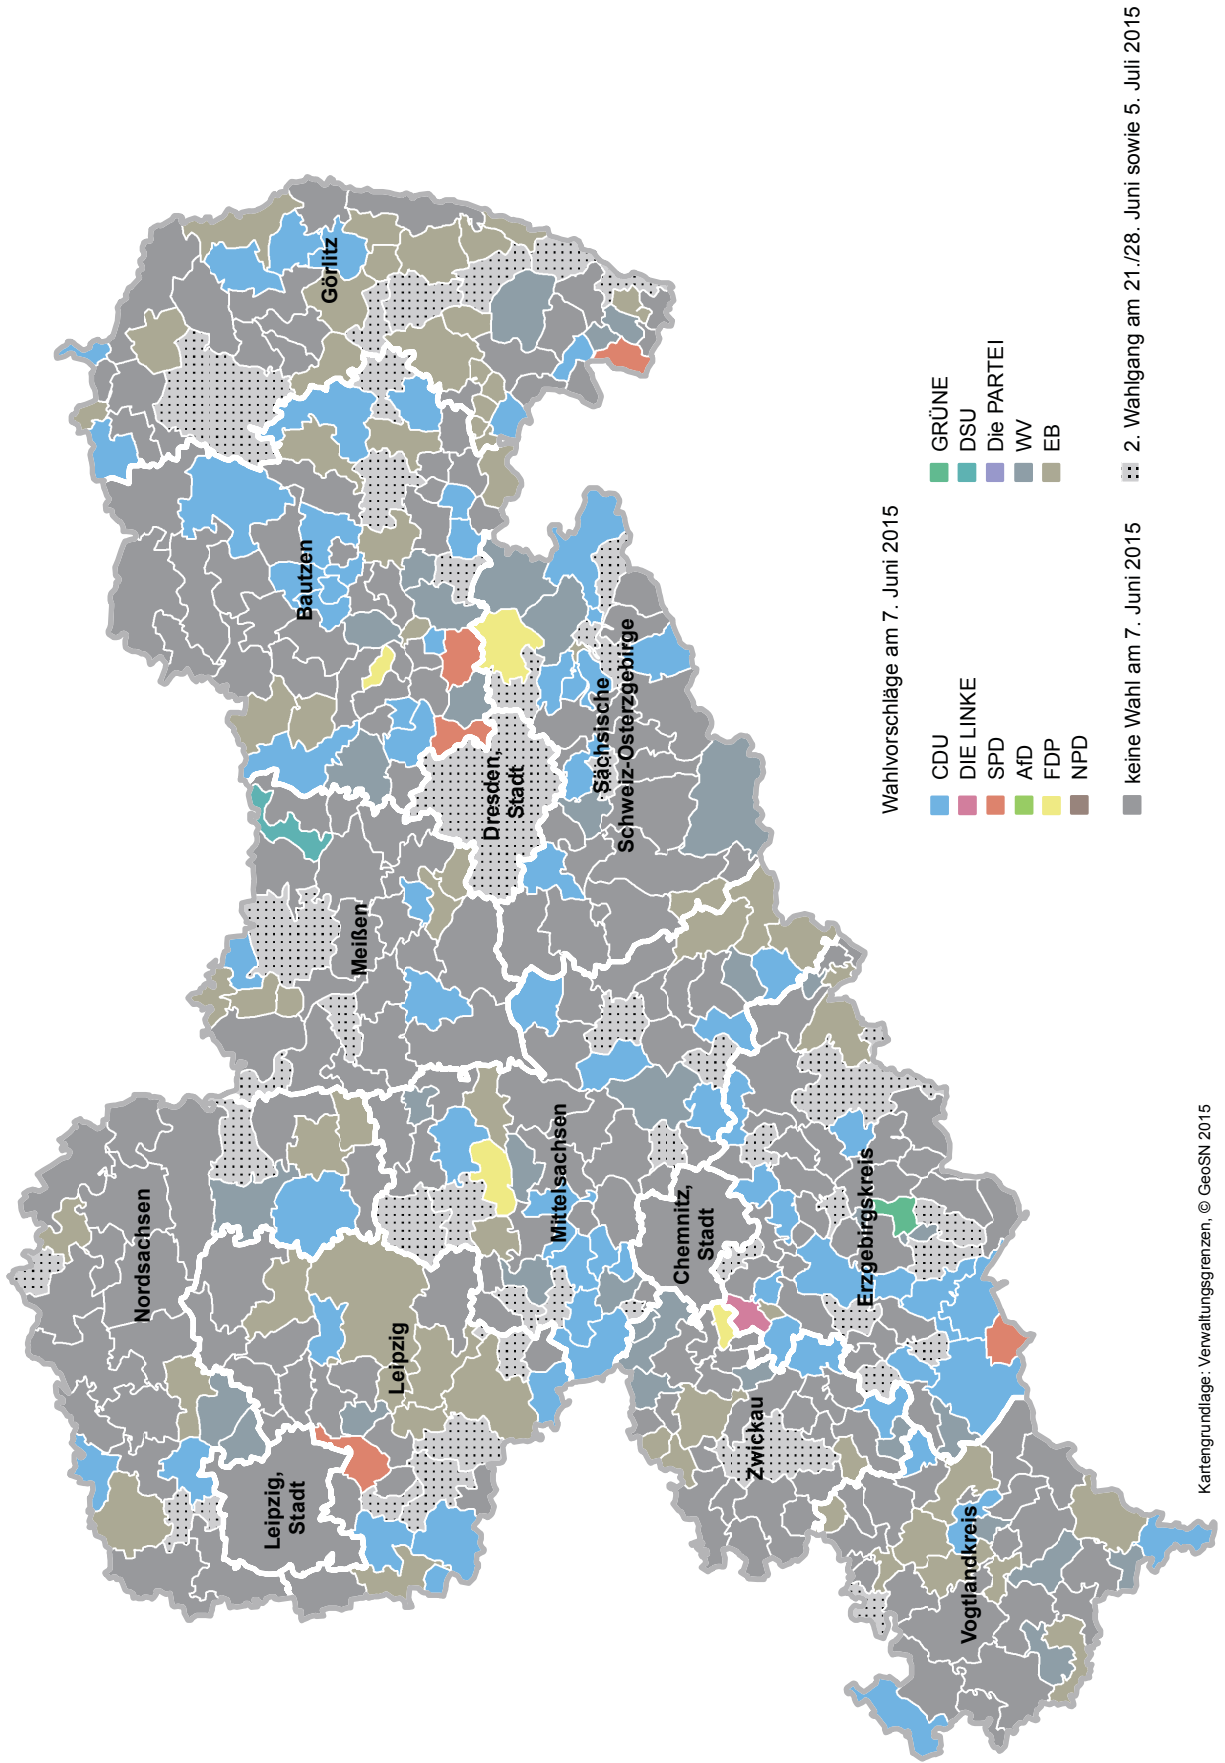 Nordsachsen
Leipzig,
Stadt
Leipzig
Meißen
Bautzen
Görlitz
Dresden,
Stadt
Sächsische
Schweiz-Osterzgebirge
Mittelsachsen
Chemnitz,
Stadt
Zwickau
Erzgebirgskreis
Vogtlandkreis
Wahlvorschläge am 7. Juni 2015
CDU
DIE LINKE
SPD
AfD
FDP
NPD
GRÜNE
DSU
Die PARTEI
WV
EB
keine Wahl am 7. Juni 2015
2. Wahlgang am 21./28. Juni sowie 5. Juli 2015
Kartengrundlage: Verwaltungsgrenzen, © GeoSN 2015